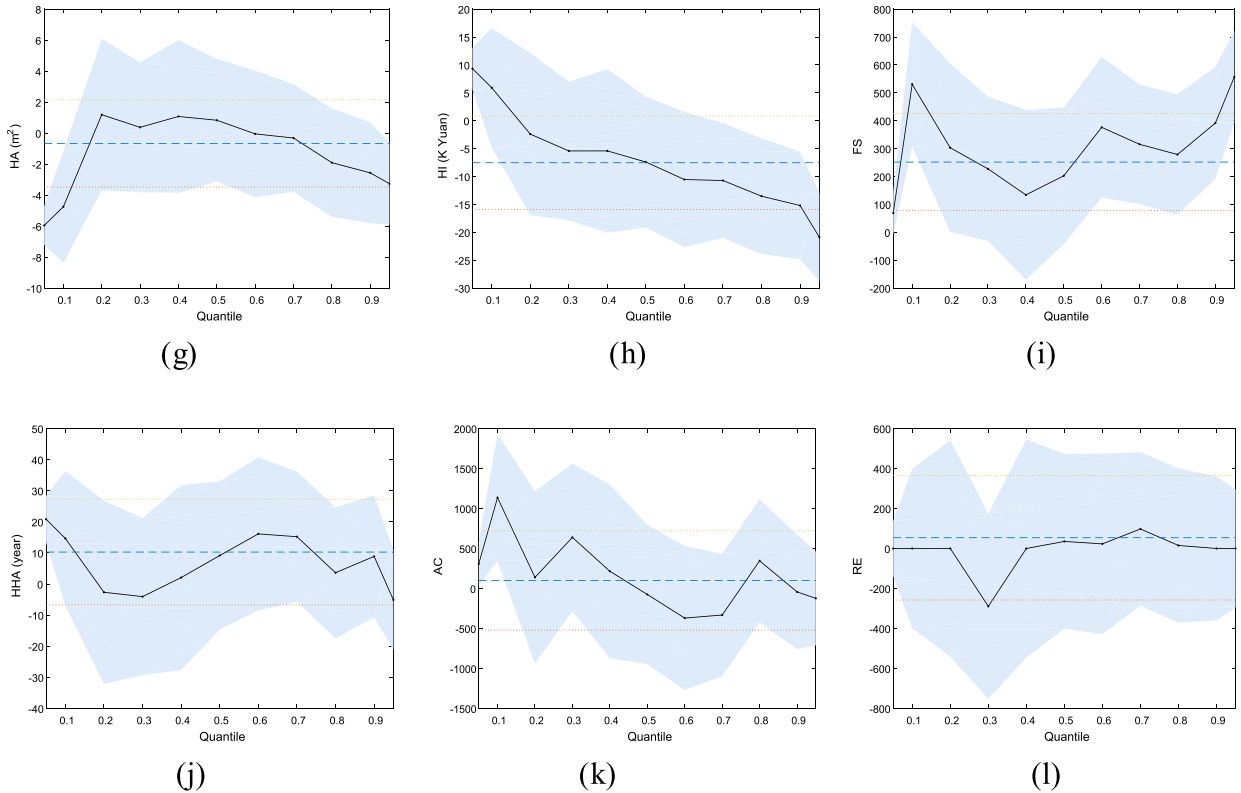 8
6
4
2
0
-2
-4
-6
-8
-10
HA (m²)
0.1 0.2 0.3 0.4 0.5 0.6 0.7 0.8 0.9
Quantile
(g)
20
15
10
5
0
-5
-10
-15
-20
-25
-30
HI (K Yuan)
0.1 0.2 0.3 0.4 0.5 0.6 0.7 0.8 0.9
Quantile
(h)
800
700
600
500
400
300
200
100
0
-100
-200
FS
0.1 0.2 0.3 0.4 0.5 0.6 0.7 0.8 0.9
Quantile
(i)
50
40
30
20
10
0
-10
-20
-30
-40
HHA (year)
0.1 0.2 0.3 0.4 0.5 0.6 0.7 0.8 0.9
Quantile
(j)
2000
1500
1000
500
0
-500
-1000
-1500
AC
0.1 0.2 0.3 0.4 0.5 0.6 0.7 0.8 0.9
Quantile
(k)
600
400
200
0
-200
-400
-600
-800
RE
0.1 0.2 0.3 0.4 0.5 0.6 0.7 0.8 0.9
Quantile
(l)